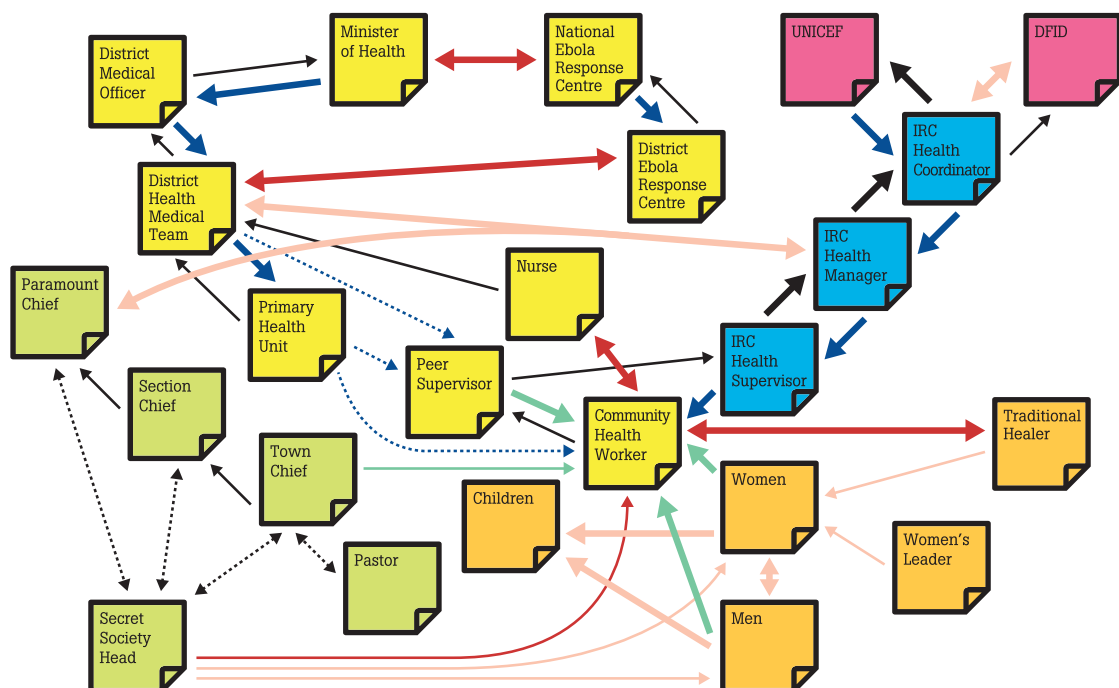 District
Medical
Officer
Minister
of Health
National
Ebola
Response
Centre
UNICEF
DFID
District
Health
Medical
Team
District
Ebola
Response
Centre
IRC
Health
Coordinator
Paramount
Chief
Primary
Health
Unit
Nurse
IRC
Health
Manager
Section
Chief
Peer
Supervisor
IRC
Health
Supervisor
Town
Chief
Community
Health
Worker
Traditional
Healer
Children
Women
Women's
Leader
Pastor
Secret
Society
Head
Men